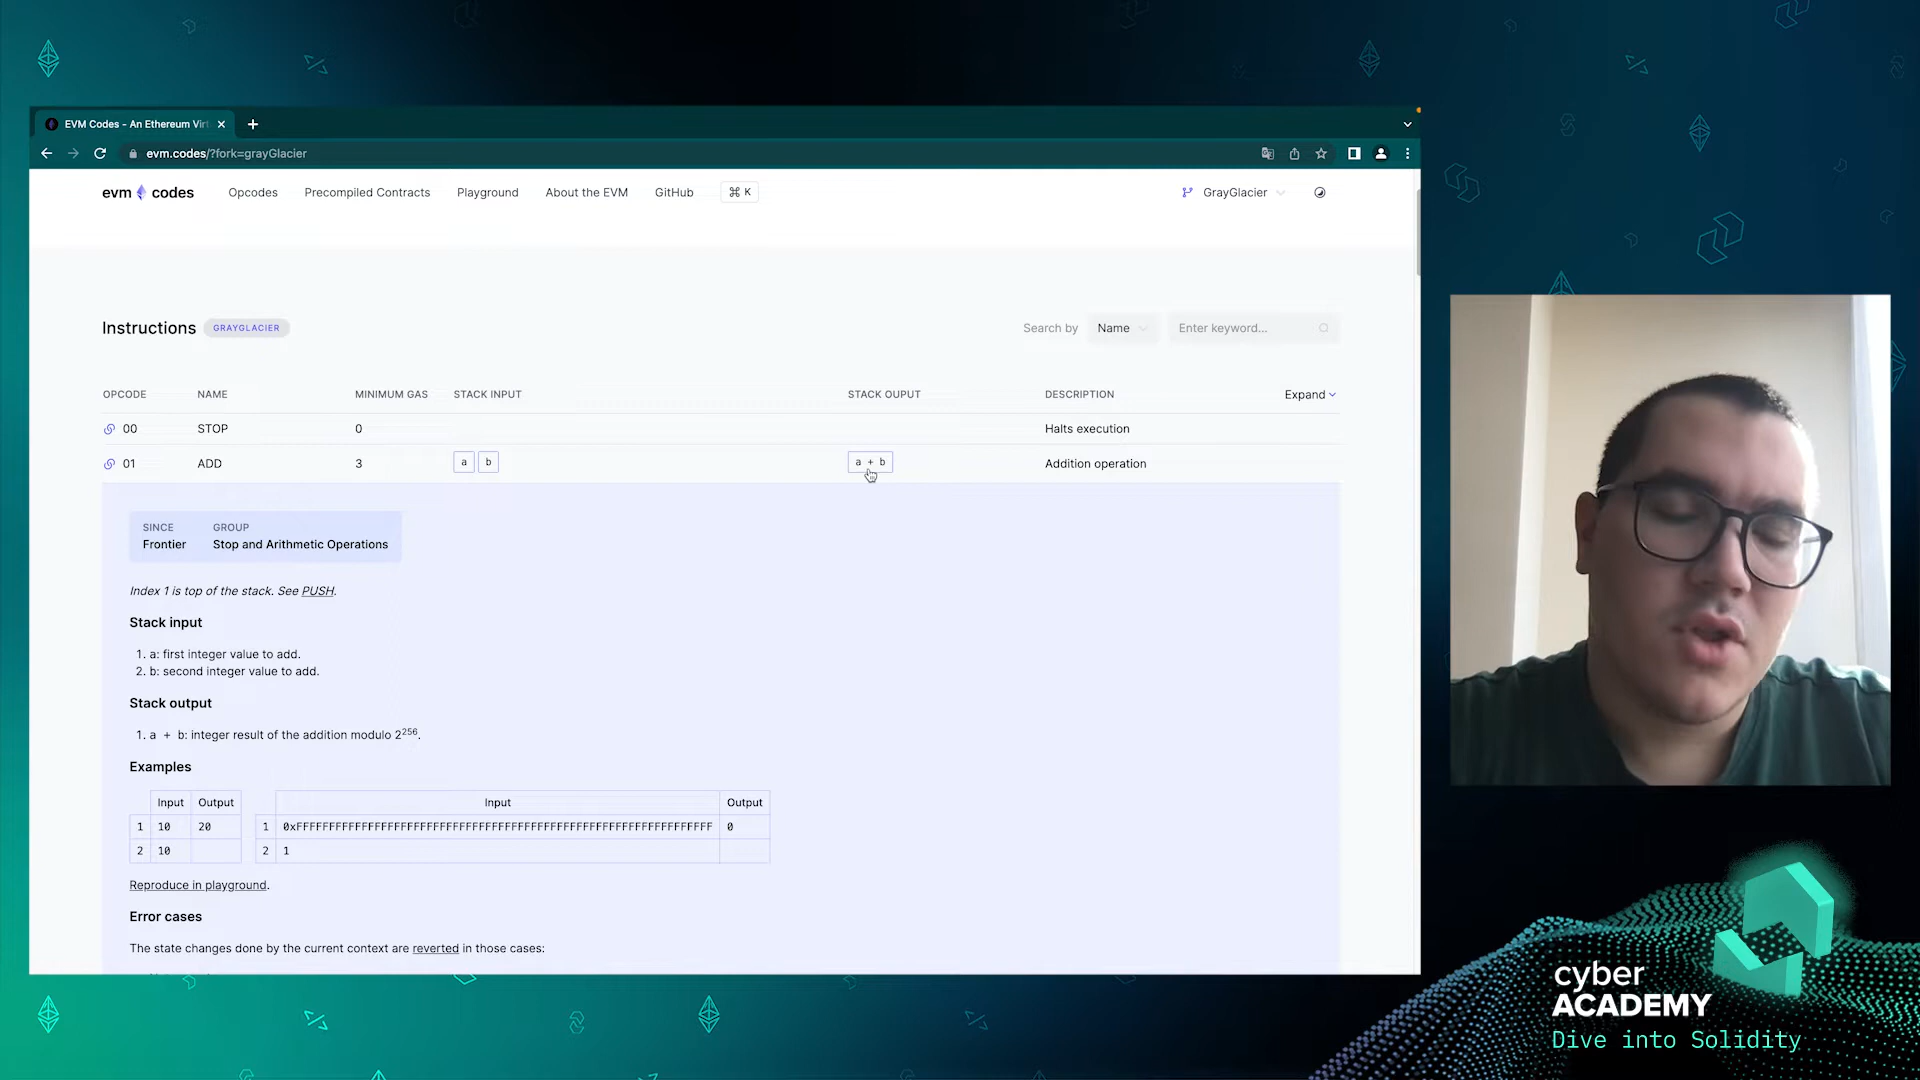 EVM Codes - An Ethereum Virt
evm.codes/?fork=grayGlacier
evm codes
Opcodes
Precompiled Contracts
Playground
About the EVM
GitHub
⌘ K
GrayGlacier
Instructions
GRAYGLACIER
Search by
Name
Enter keyword...
OPCODE NAME MINIMUM GAS STACK INPUT STACK OUPUT DESCRIPTION Expand
00 STOP 0 Halts execution
01 ADD 3 a b a + b Addition operation
SINCE GROUP
Frontier Stop and Arithmetic Operations
Index 1 is top of the stack. See PUSH.
Stack input
1. a: first integer value to add.
2. b: second integer value to add.
Stack output
1. a + b: integer result of the addition modulo 2^256.
Examples
Input Output Input Output
1 10 20 1 0xFFFFFFFFFFFFFFFFFFFFFFFFFFFFFFFFFFFFFFFFFFFFFFFFFFFFFFFFFFFFFFFF 0
2 10 2 1
Reproduce in playground.
Error cases
The state changes done by the current context are reverted in those cases:
cyber
ACADEMY
Dive into Solidity